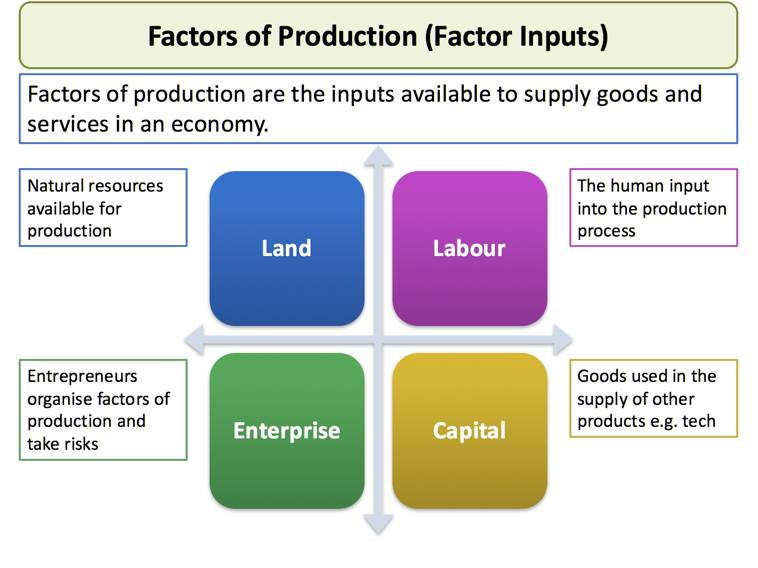 Factors of Production (Factor Inputs)
Factors of production are the inputs available to supply goods and
services in an economy.
Natural resources
available for
production
Land
Labour
The human input
into the production
process
Entrepreneurs
organise factors of
production and
take risks
Enterprise
Capital
Goods used in the
supply of other
products e.g. tech